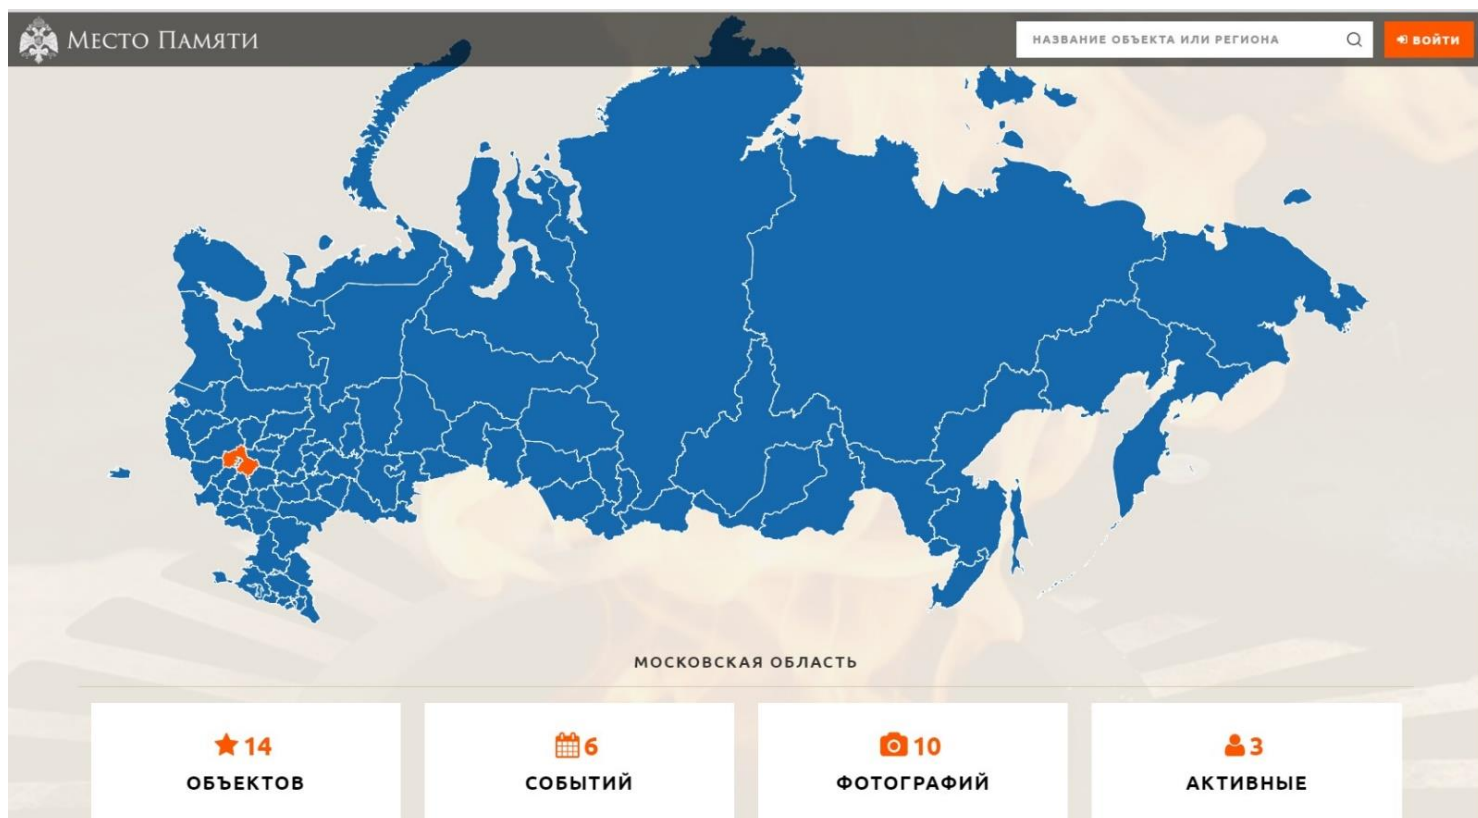 Место Памяти
НАЗВАНИЕ ОБЪЕКТА ИЛИ РЕГИОНА
ВОЙТИ
МОСКОВСКАЯ ОБЛАСТЬ
14
ОБЪЕКТОВ
6
СОБЫТИЙ
10
ФОТОГРАФИЙ
3
АКТИВНЫЕ